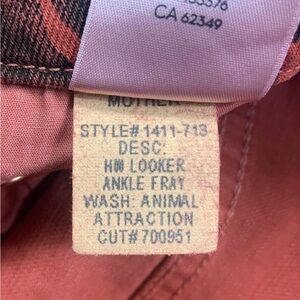 CA 62349
MOTHER
STYLE#1411-713
DESC:
HW LOOKER
ANKLE FRAY
WASH: ANIMAL
ATTRACTION
CUT# 700951